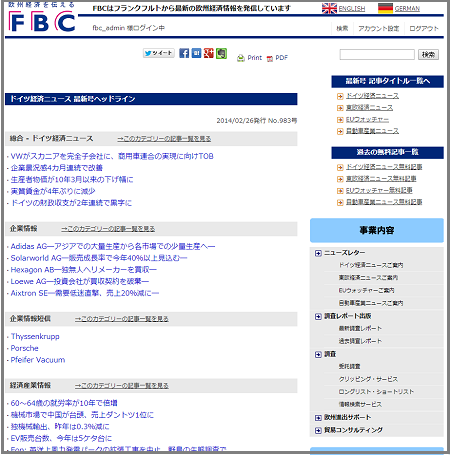 欧州経済を伝える
FBC
FBCはフランクフルトから最新の欧州経済情報を発信しています
ENGLISH
GERMAN
fbc_admin 様ログイン中
検索 アカウント設定 ログアウト
ツイート
Print PDF
検索
ドイツ経済ニュース 最新号ヘッドライン
2014/02/26発行 No.983号
総合 - ドイツ経済ニュース →このカテゴリーの記事一覧を見る
- VWがスカニアを完全子会社に、商用車連合の実現に向けTOB
- 企業景況感4カ月連続で改善
- 生産者物価が10年3月以来の下げ幅に
- 実質賃金が4年ぶりに減少
- ドイツの財政収支が2年連続で黒字に
企業情報 →このカテゴリーの記事一覧を見る
- Adidas AG―アジアでの大量生産から各市場での少量生産へ―
- Solarworld AG―販売成長率で今年40%以上見込む―
- Hexagon AB―独無人ヘリメーカーを買収―
- Loewe AG―投資会社が買収契約を破棄―
- Aixtron SE―需要低迷直撃、売上20%減に―
企業情報短信 →このカテゴリーの記事一覧を見る
- Thyssenkrupp
- Porsche
- Pfeifer Vacuum
経済産業情報 →このカテゴリーの記事一覧を見る
- 60～64歳の就労率が10年で倍増
- 機械市場で中国が台頭、売上ダントツ1位に
- 独機械輸出、昨年は0.3%減に
- EV販売台数、今年は5ケタ台に
最新号 記事タイトル一覧へ
ドイツ経済ニュース
東欧経済ニュース
EUウォッチャー
自動車産業ニュース
過去の無料記事一覧
ドイツ経済ニュース無料記事
東欧経済ニュース無料記事
EUウォッチャー無料記事
自動車産業ニュース無料記事
事業内容
ニュースレター
ドイツ経済ニュースご案内
東欧経済ニュースご案内
EUウォッチャーご案内
自動車産業ニュースご案内
調査レポート出版
最新調査レポート
過去調査レポート
調査
受託調査
クリッピング・サービス
ロングリスト・ショートリスト
情報検索サービス
欧州進出サポート
貿易コンサルティング